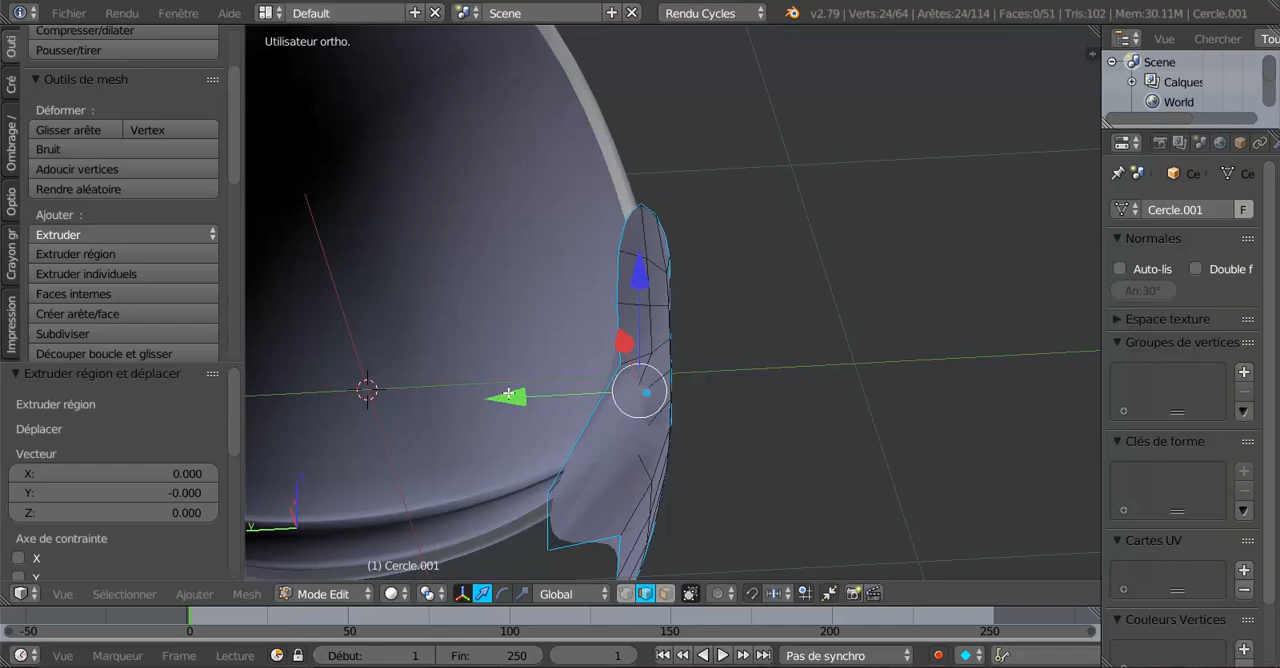 Fichier Rendu Fenêtre Aide Default Scene Rendu Cycles v2.79 | Verts:24/64 | Arêtes:24/114 | Faces:0/51 | Tris:102 | Mem:30.11M | Cercle.001
Outi
Cré
Ombrage /
Optio
Crayon gr
Impression
Compresser/dilater
Pousser/tirer
Outils de mesh
Déformer :
Glisser arête Vertex
Bruit
Adoucir vertices
Rendre aléatoire
Ajouter :
Extruder
Extruder région
Extruder individuels
Faces internes
Créer arête/face
Subdiviser
Découper boucle et glisser
Extruder région et déplacer
Extruder région
Déplacer
Vecteur
X: 0.000
Y: -0.000
Z: 0.000
Axe de contrainte
X
Y
Utilisateur ortho.
y
(1) Cercle.001
Vue Chercher Tou
Scene
Calques
World
Ce Ce
Cercle.001 F
Normales
Auto-lis Double f
An:30°
Espace texture
Groupes de vertices
Clés de forme
Cartes UV
Couleurs Vertices
Vue Sélectionner Ajouter Mesh Mode Edit Global
-50 0 50 100 150 200 250
Vue Marqueur Frame Lecture Début: 1 Fin: 250 1 Pas de synchro